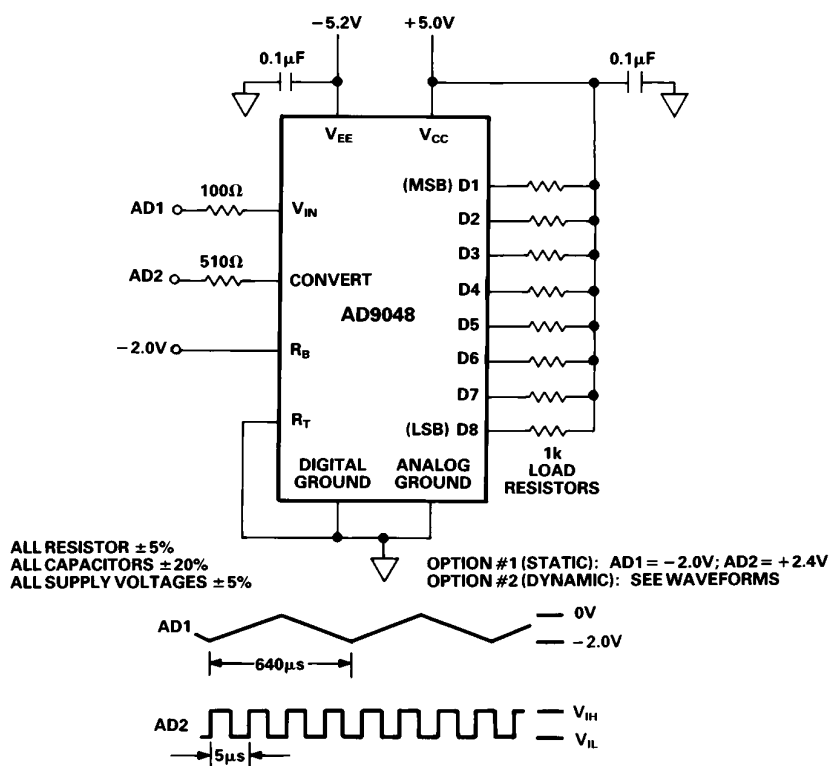 −5.2V
+5.0V
0.1μF
0.1μF
VEE
VCC
AD1
100Ω
VIN
(MSB) D1
D2
D3
AD2
510Ω
CONVERT
D4
AD9048
D5
−2.0V
RB
D6
D7
RT
(LSB) D8
1k
LOAD
RESISTORS
DIGITAL
GROUND
ANALOG
GROUND
ALL RESISTOR ±5%
ALL CAPACITORS ±20%
ALL SUPPLY VOLTAGES ±5%
OPTION #1 (STATIC): AD1 = −2.0V; AD2 = +2.4V
OPTION #2 (DYNAMIC): SEE WAVEFORMS
AD1
0V
−2.0V
640μs
AD2
VIH
VIL
5μs